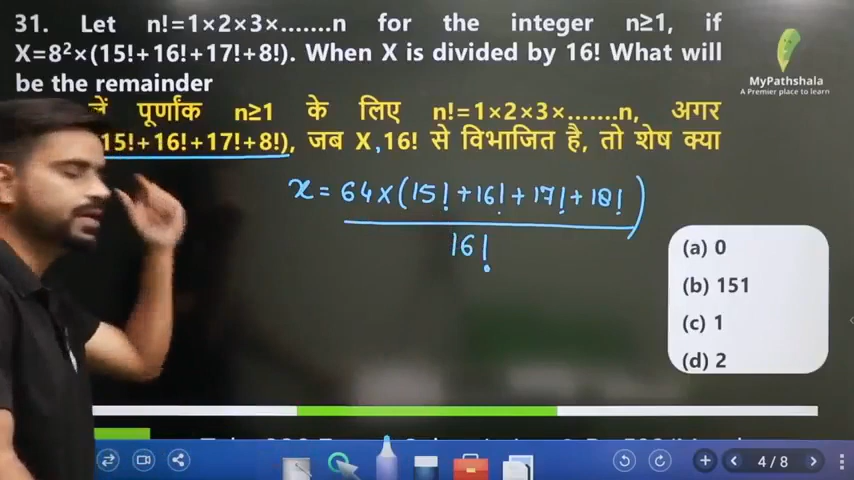 31. Let n!=1×2×3×.......n for the integer n≥1, if
X=8²×(15!+16!+17!+8!). When X is divided by 16! What will
be the remainder
लें पूर्णांक n≥1 के लिए n!=1×2×3×.......n, अगर
15!+16!+17!+8!), जब X,16! से विभाजित है, तो शेष क्या
x = 64×(15!+16!+17!+18!)
16!
(a) 0
(b) 151
(c) 1
(d) 2
MyPathshala
A Premier place to learn
4/8